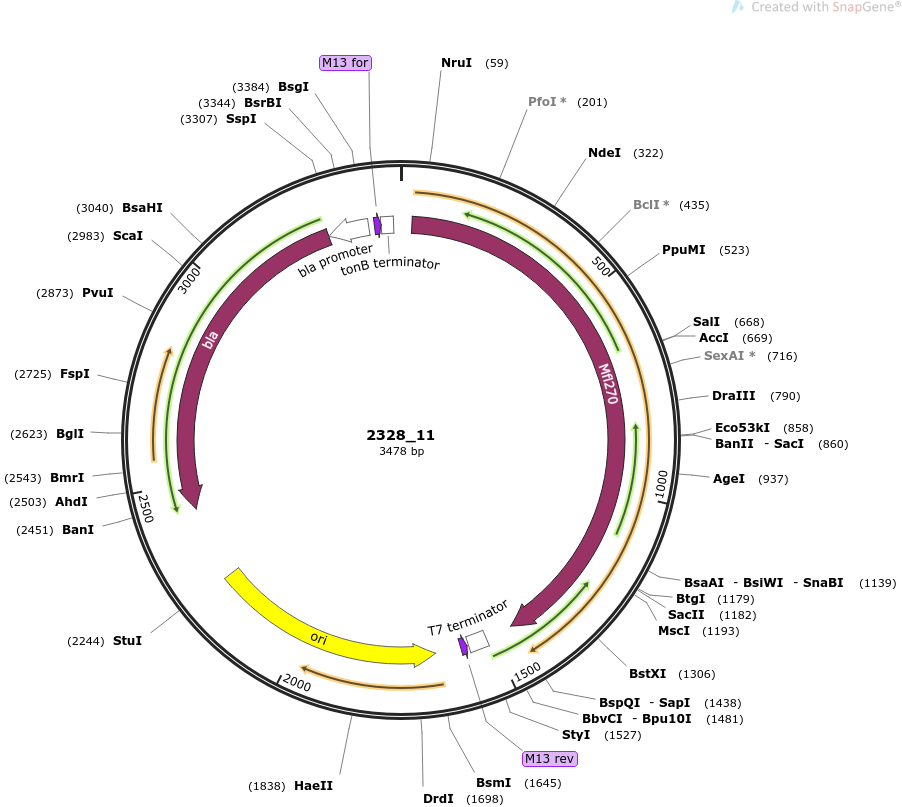 Created with SnapGene®
M13 for
NruI (59)
(3384) BsgI
(3344) BsrBI
(3307) SspI
PfoI * (201)
NdeI (322)
BclI * (435)
PpuMI (523)
SalI (668)
AccI (669)
SexAI * (716)
DraIII (790)
Eco53kI (858)
BanII - SacI (860)
AgeI (937)
BsaAI - BsiWI - SnaBI (1139)
BtgI (1179)
SacII (1182)
MscI (1193)
BstXI (1306)
BspQI - SapI (1438)
BbvCI - Bpu10I (1481)
StyI (1527)
M13 rev
BsmI (1645)
DrdI (1698)
(1838) HaeII
(2244) StuI
(2451) BanI
(2503) AhdI
(2543) BmrI
(2623) BglI
(2725) FspI
(2873) PvuI
(2983) ScaI
(3040) BsaHI
500
1000
1500
2000
2500
3000
bla promoter
tonB terminator
bla
Mfl270
T7 terminator
ori
2328_11
3478 bp